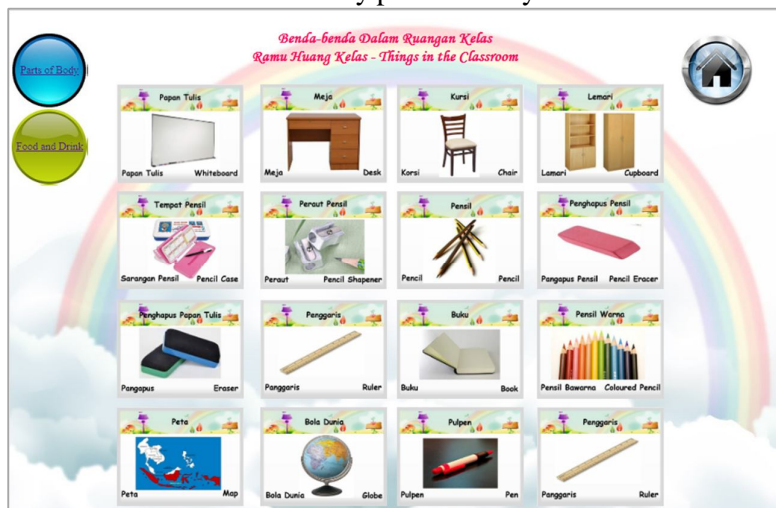 Benda-benda Dalam Ruangan Kelas
Ramu Huang Kelas - Things in the Classroom
Parts of Body
Food and Drink
Papan Tulis
Papan Tulis Whiteboard
Meja
Meja Desk
Kursi
Korsi Chair
Lemari
Lamari Cupboard
Tempat Pensil
Sarangan Pensil Pencil Case
Peraut Pensil
Peraut Pencil Shapener
Pensil
Pencil Pencil
Penghapus Pensil
Pangapus Pensil Pencil Eracer
Penghapus Papan Tulis
Pangapus Eraser
Panggaris
Panggaris Ruler
Buku
Buku Book
Pensil Warna
Pensil Bawarna Coloured Pencil
Peta
Peta Map
Bola Dunia
Bola Dunia Globe
Pulpen
Pulpen Pen
Penggaris
Panggaris Ruler